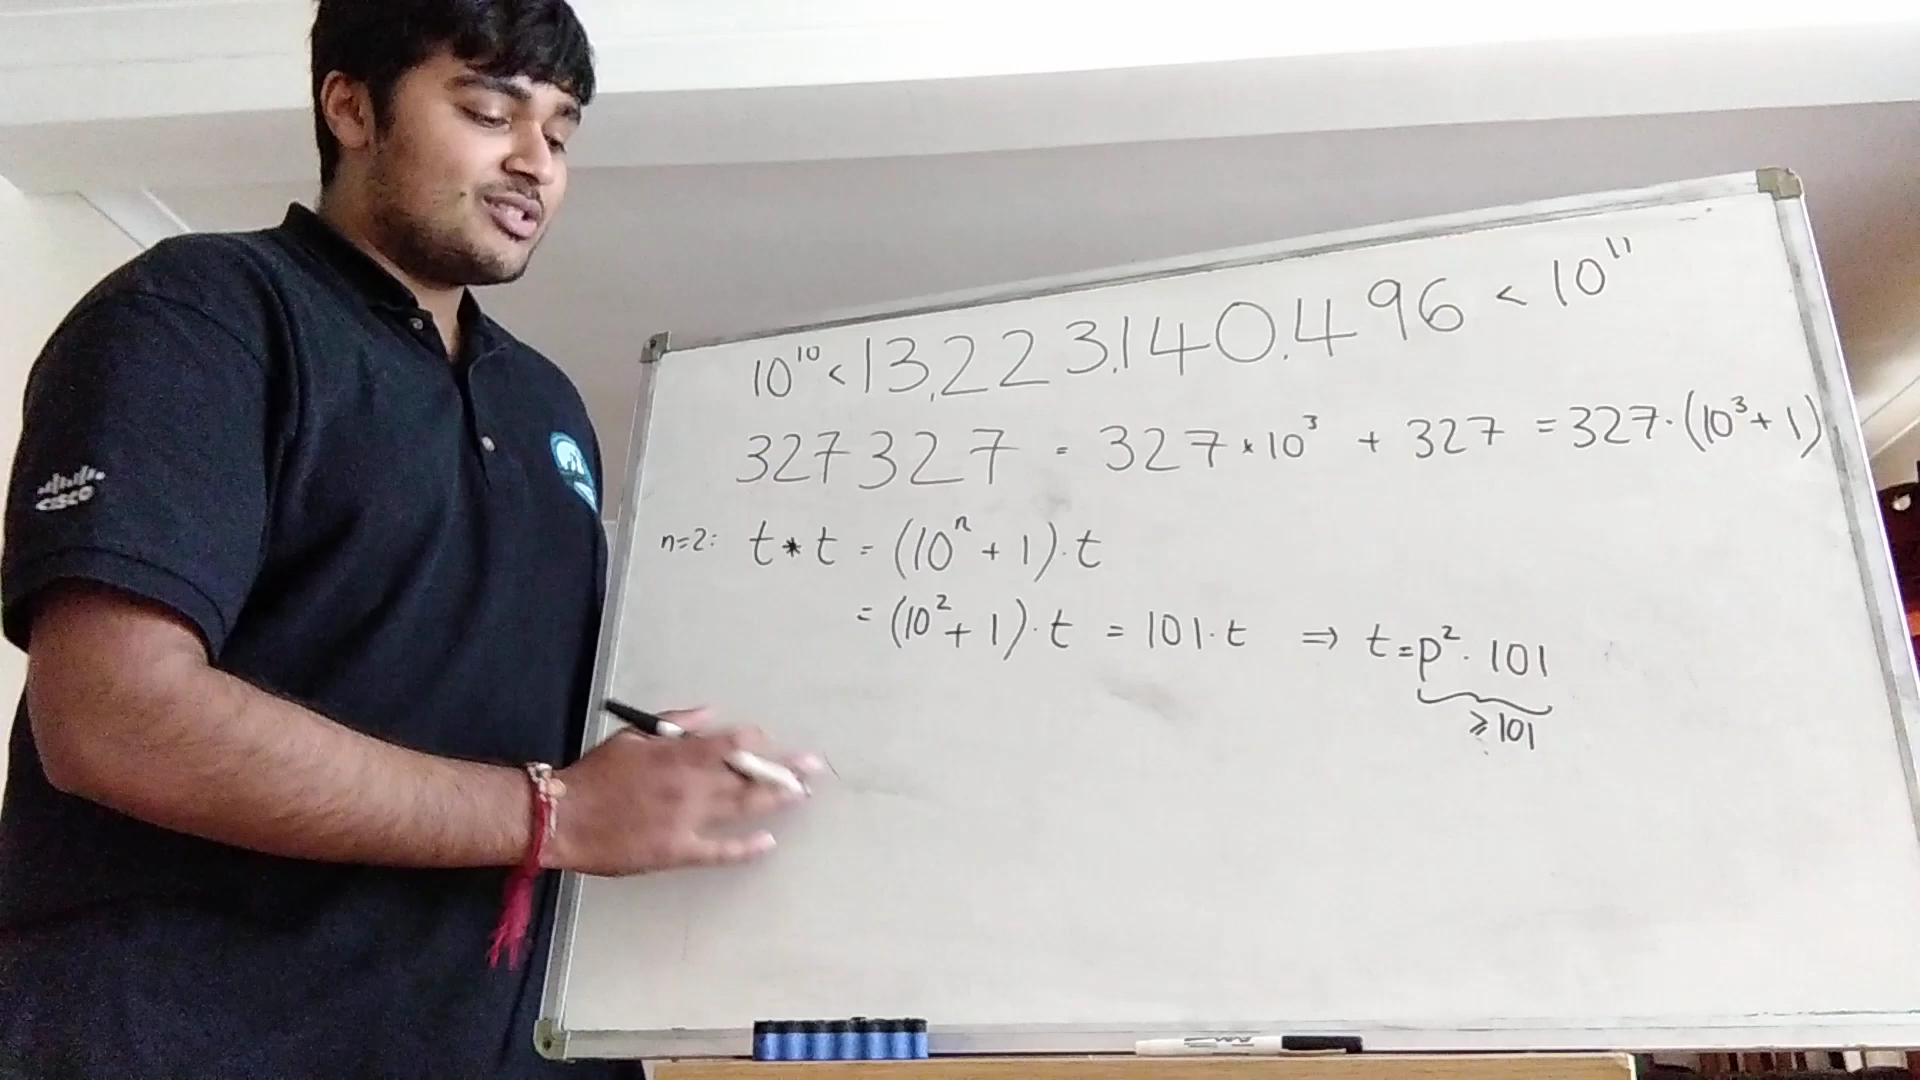 10¹⁰ < 13,223,140,496 < 10¹¹
327327 = 327 × 10³ + 327 = 327·(10³+1)
n=2: t * t = (10ⁿ + 1)·t
= (10² + 1)·t = 101·t ⇒ t = p²·101
≥ 101
CISCO